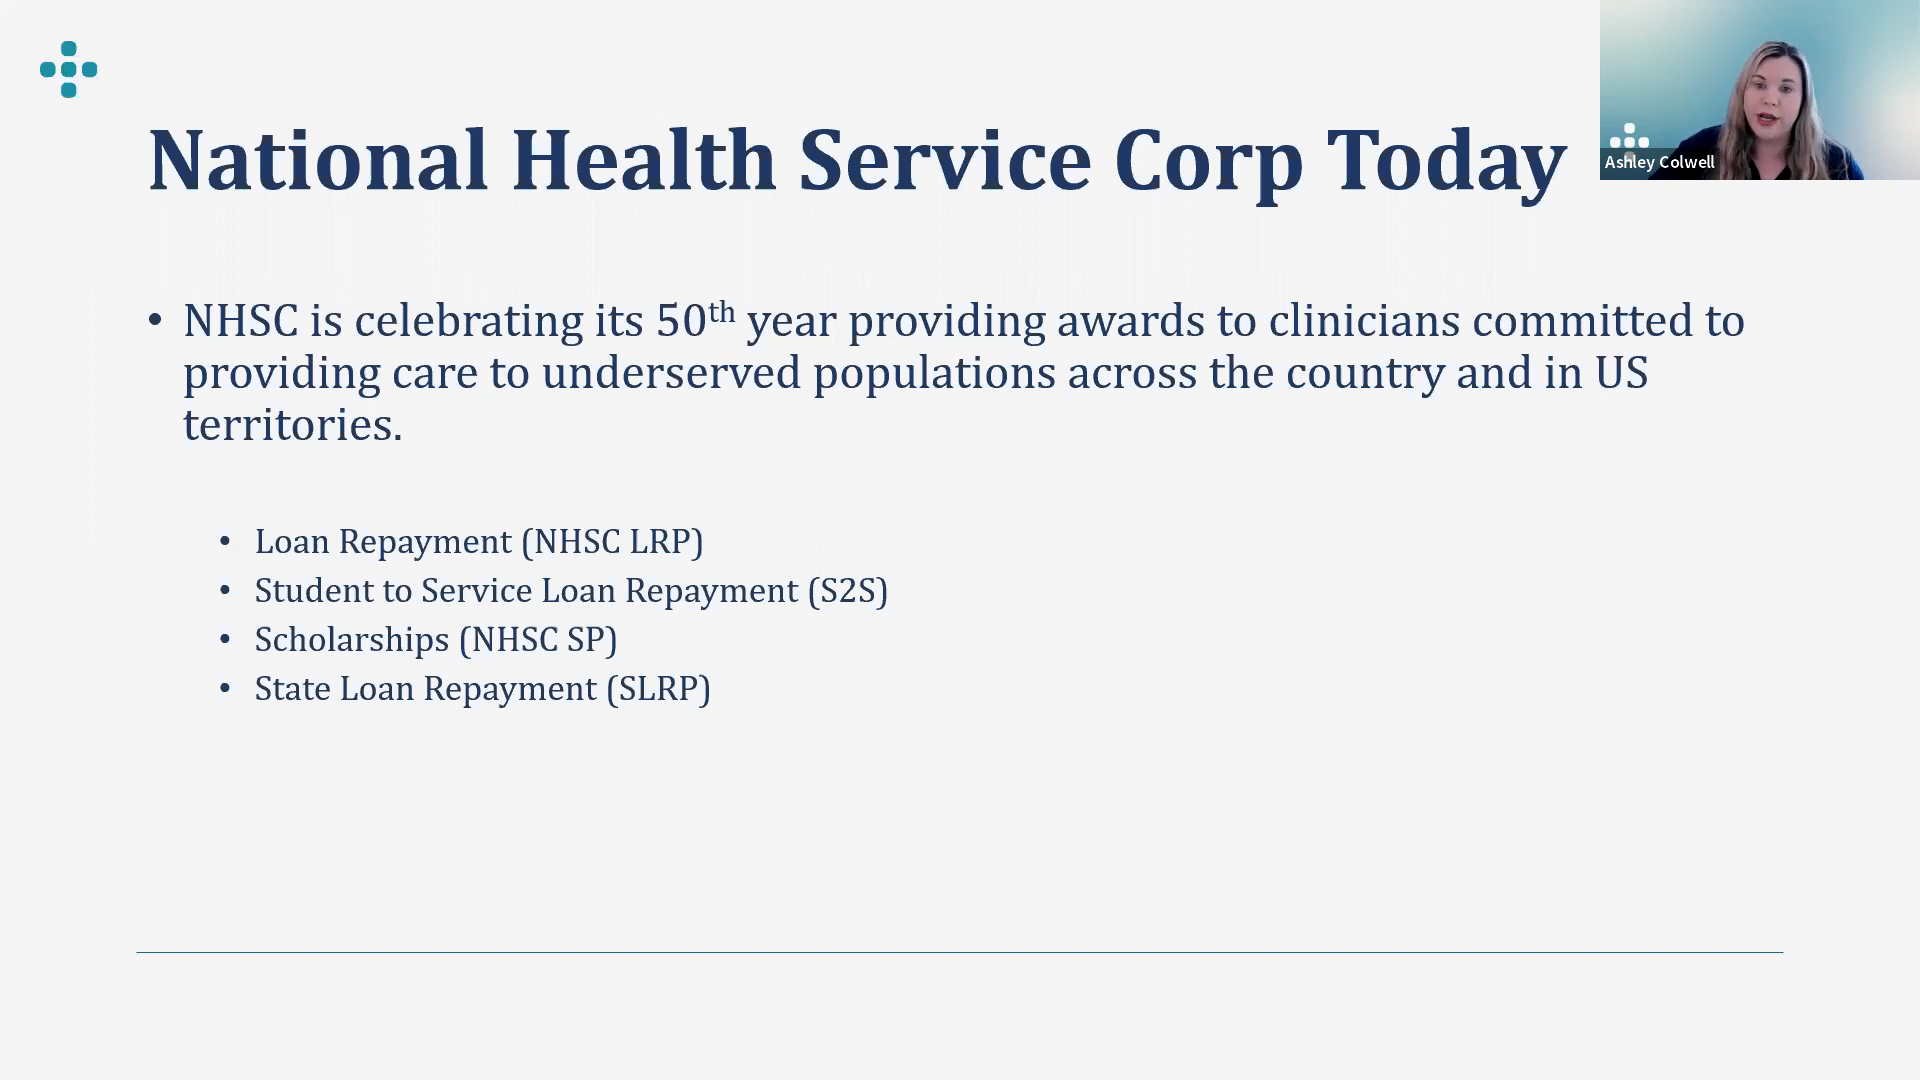 National Health Service Corp Today
Ashley Colwell
• NHSC is celebrating its 50th year providing awards to clinicians committed to
providing care to underserved populations across the country and in US
territories.
• Loan Repayment (NHSC LRP)
• Student to Service Loan Repayment (S2S)
• Scholarships (NHSC SP)
• State Loan Repayment (SLRP)